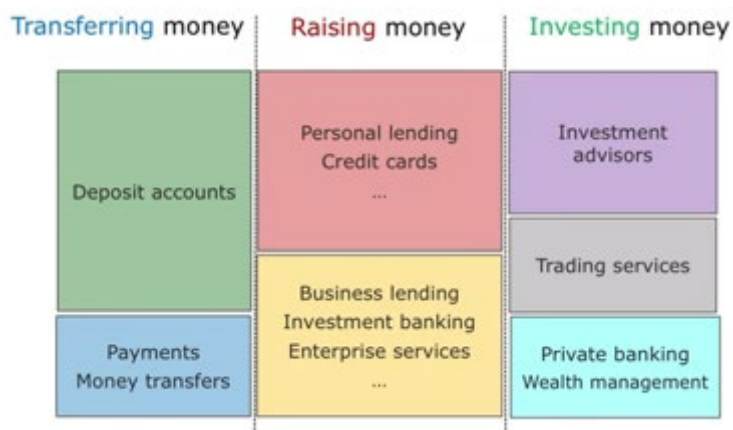 Transferring money
Raising money
Investing money
Deposit accounts
Payments
Money transfers
Personal lending
Credit cards
...
Business lending
Investment banking
Enterprise services
...
Investment
advisors
Trading services
Private banking
Wealth management